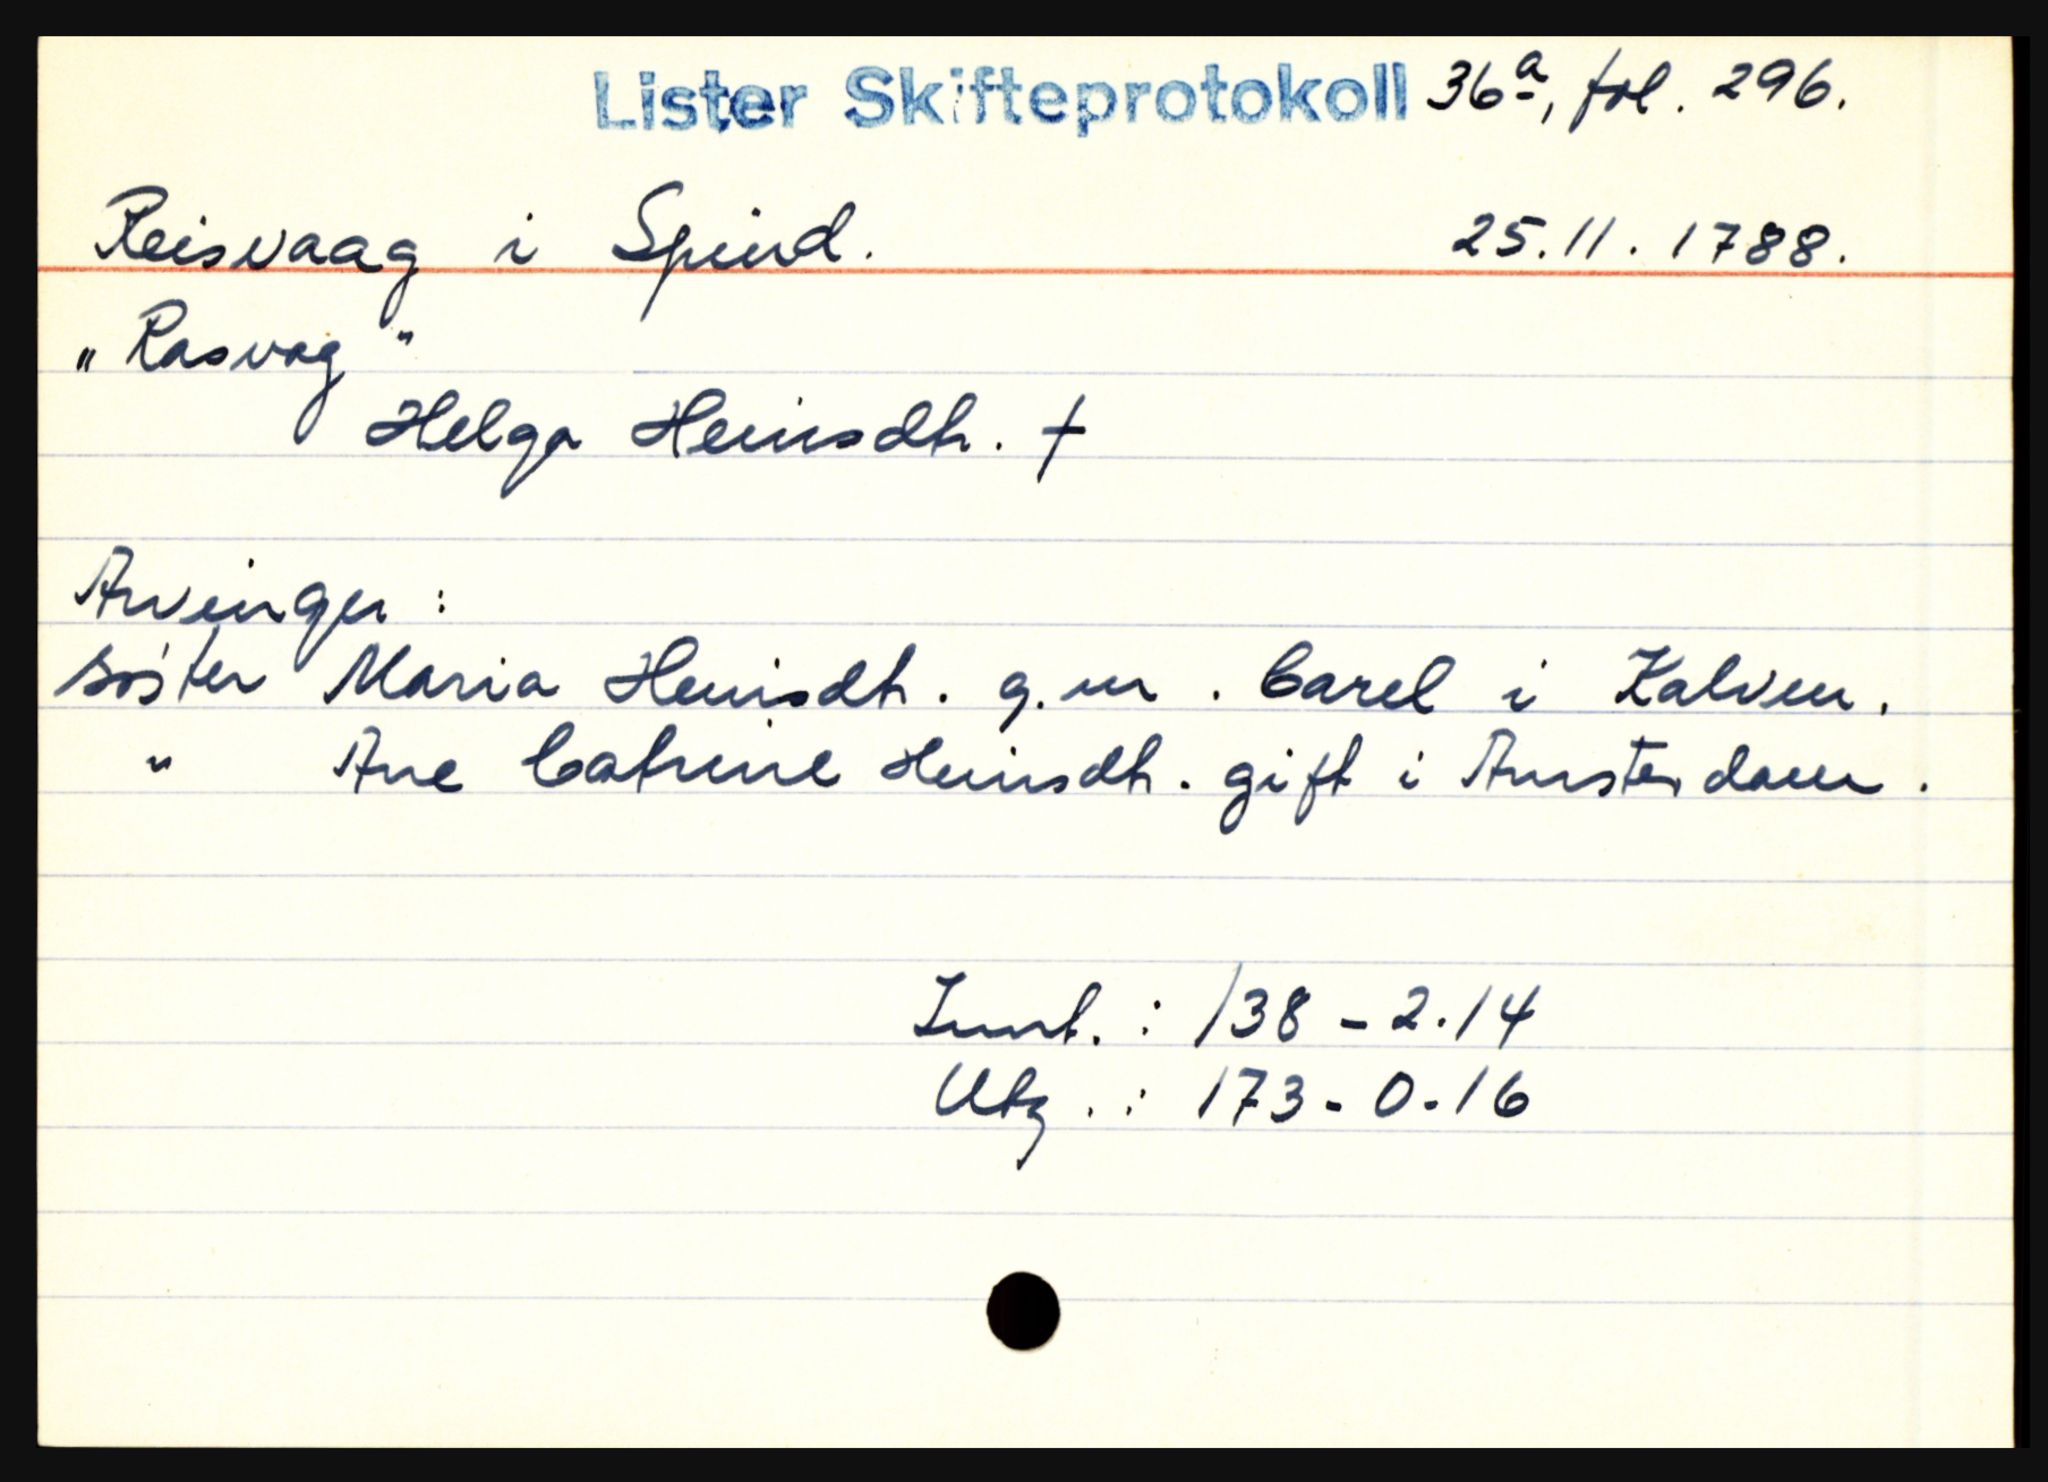 Lister Skifteprotokoll 36a, fol. 296.
Reisvaag i Spind. 25.11.1788.
"Rasvag"
Helga Heinsdh. †
Arvinger:
søster Maria Heinsdh. g.m. Carel i Kalven.
" Ane Catrine Heinsdh. gift i Amsterdam.
Innt.: 138-2-14
Utg.: 173-0-16